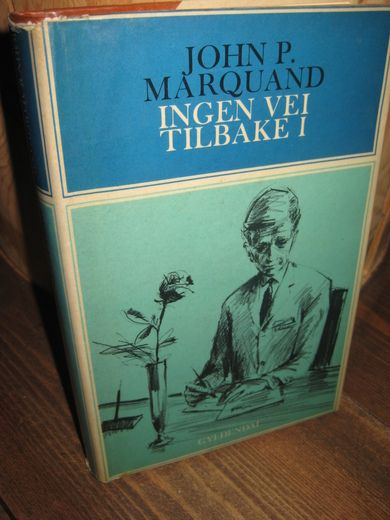 JOHN P.
MARQUAND
INGEN VEI
TILBAKE I
GYLDENDAL